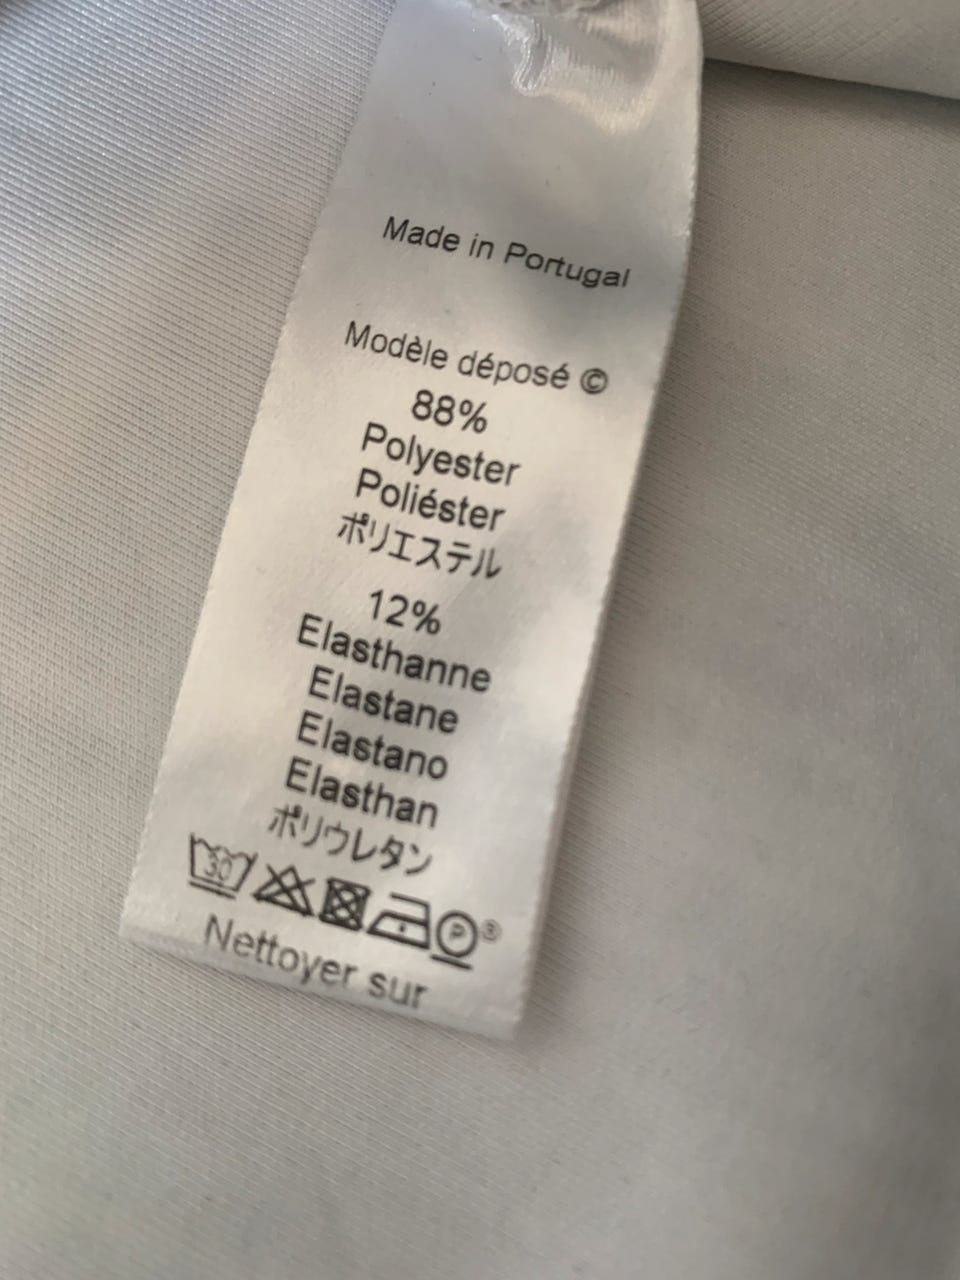 Made in Portugal
Modèle déposé ©
88%
Polyester
Poliéster
ポリエステル
12%
Elasthanne
Elastane
Elastano
Elasthan
ポリウレタン
30 P ®
Nettoyer sur